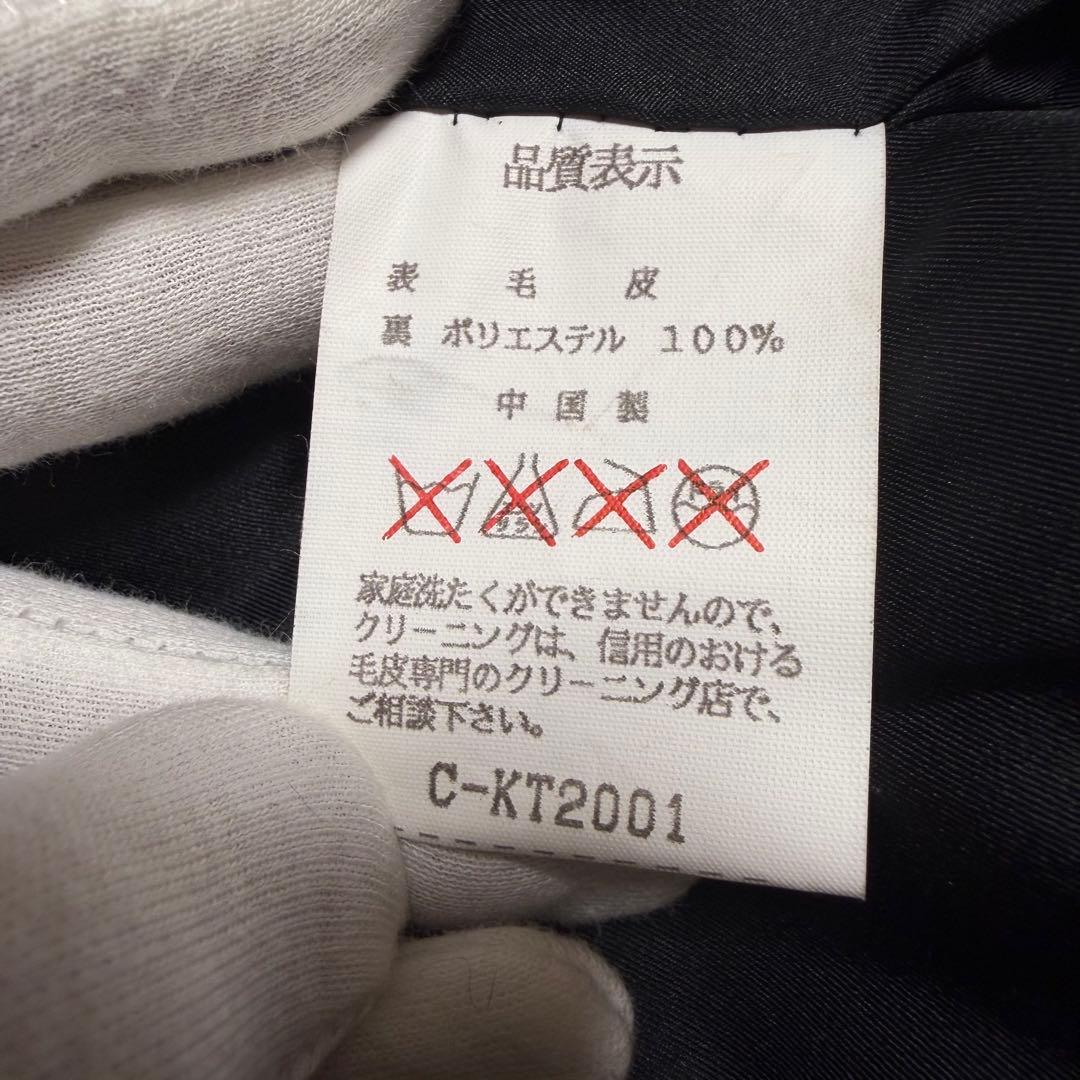 品質表示
表 毛 皮
裏 ポリエステル 100%
中国製
家庭洗たくができませんので、
クリーニングは、信用のおける
毛皮専門のクリーニング店で、
ご相談下さい。
C-KT2001